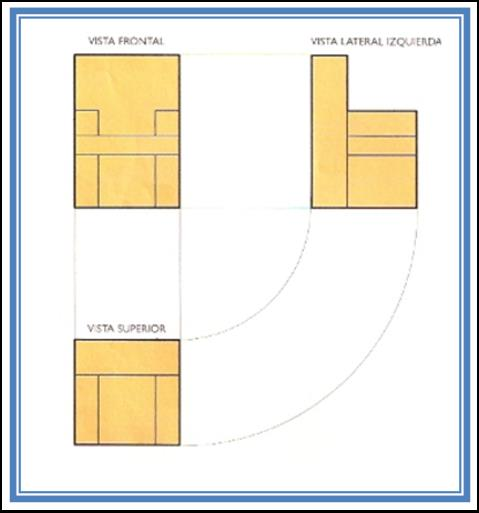 VISTA FRONTAL
VISTA LATERAL IZQUIERDA
VISTA SUPERIOR